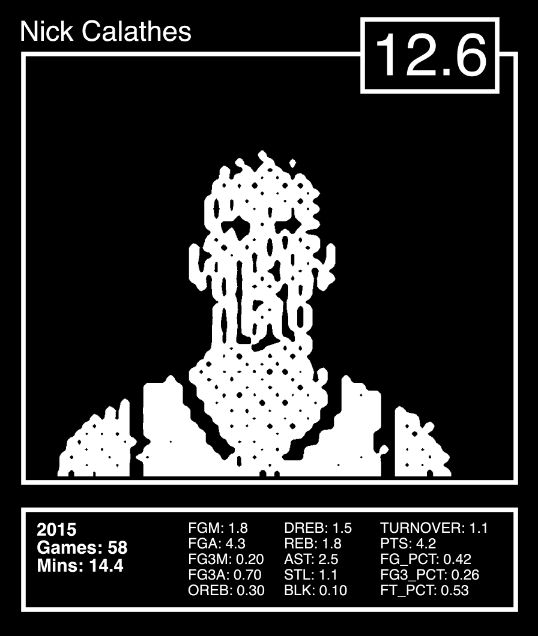 Nick Calathes
12.6
2015
Games: 58
Mins: 14.4
FGM: 1.8
FGA: 4.3
FG3M: 0.20
FG3A: 0.70
OREB: 0.30
DREB: 1.5
REB: 1.8
AST: 2.5
STL: 1.1
BLK: 0.10
TURNOVER: 1.1
PTS: 4.2
FG_PCT: 0.42
FG3_PCT: 0.26
FT_PCT: 0.53